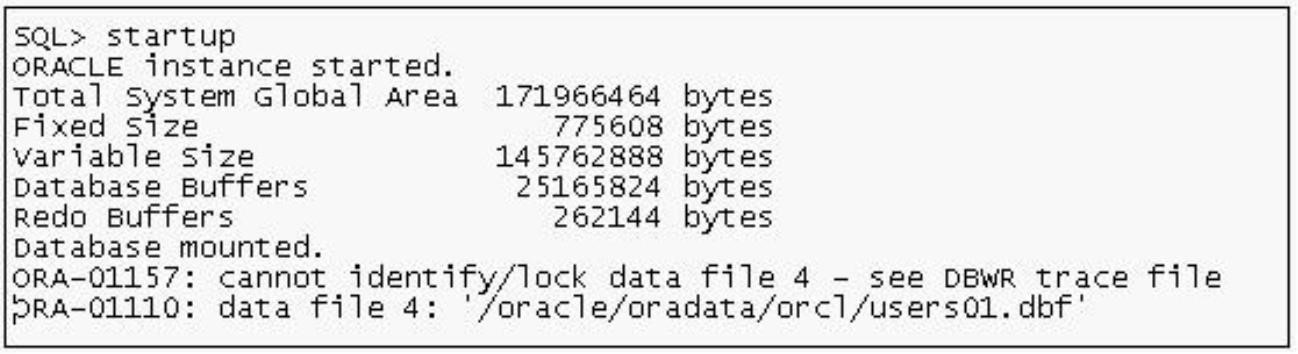 SQL> startup
ORACLE instance started.
Total System Global Area 171966464 bytes
Fixed Size 775608 bytes
Variable Size 145762888 bytes
Database Buffers 25165824 bytes
Redo Buffers 262144 bytes
Database mounted.
ORA-01157: cannot identify/lock data file 4 - see DBWR trace file
ORA-01110: data file 4: '/oracle/oradata/orcl/users01.dbf'